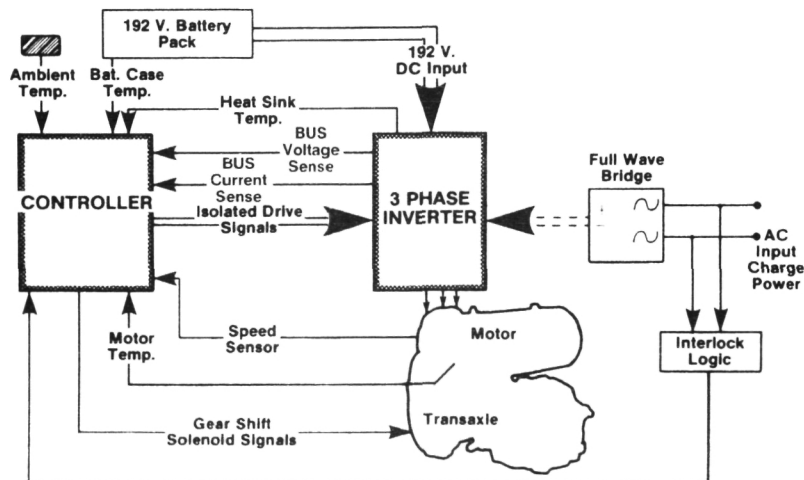 192 V. Battery
Pack
Ambient
Temp.
Bat. Case
Temp.
192 V.
DC Input
Heat Sink
Temp.
BUS
Voltage
Sense
BUS
Current
Sense
CONTROLLER
Isolated Drive
Signals
3 PHASE
INVERTER
Full Wave
Bridge
AC
Input
Charge
Power
Motor
Temp.
Speed
Sensor
Motor
Interlock
Logic
Transaxle
Gear Shift
Solenoid Signals